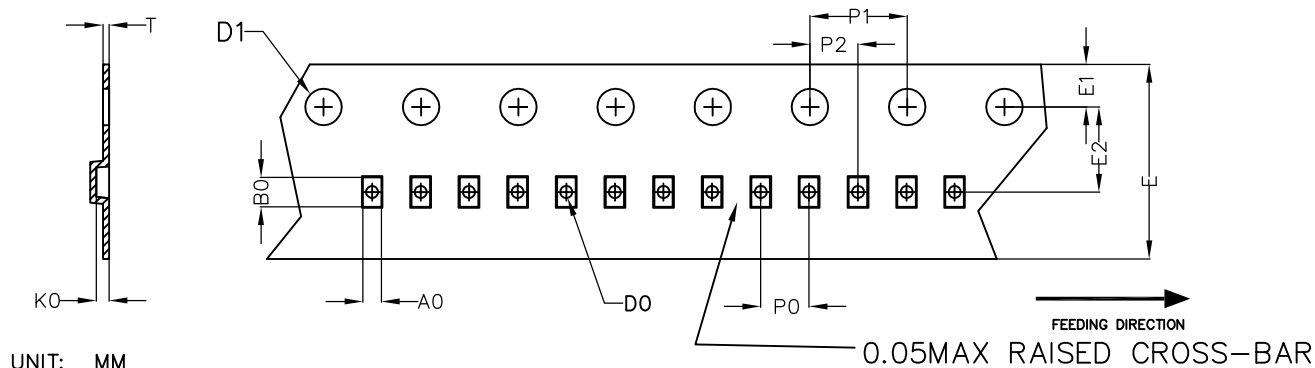 T
D1
P1
P2
E1
E2
E
B0
K0
A0
D0
P0
FEEDING DIRECTION
0.05MAX RAISED CROSS-BAR
UNIT: MM